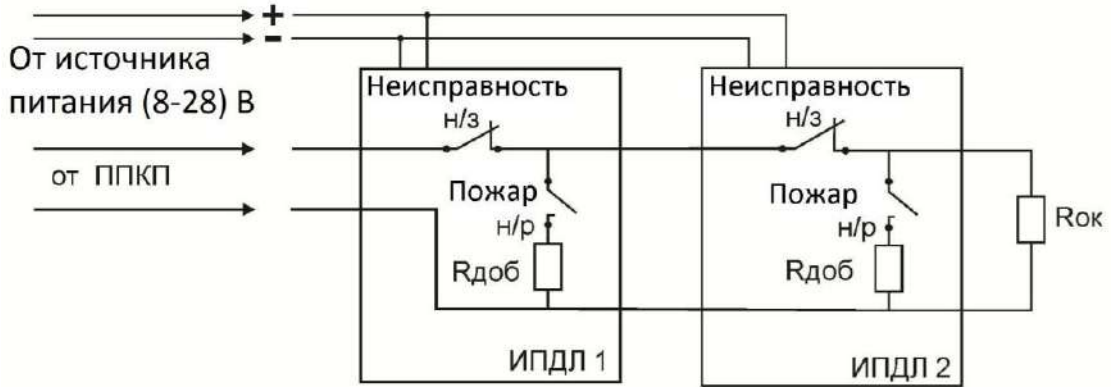 +
-
От источника
питания (8-28) В
от ППКП
Неисправность
н/з
Пожар
н/р
Rдоб
ИПДЛ 1
Неисправность
н/з
Пожар
н/р
Rдоб
ИПДЛ 2
Rок